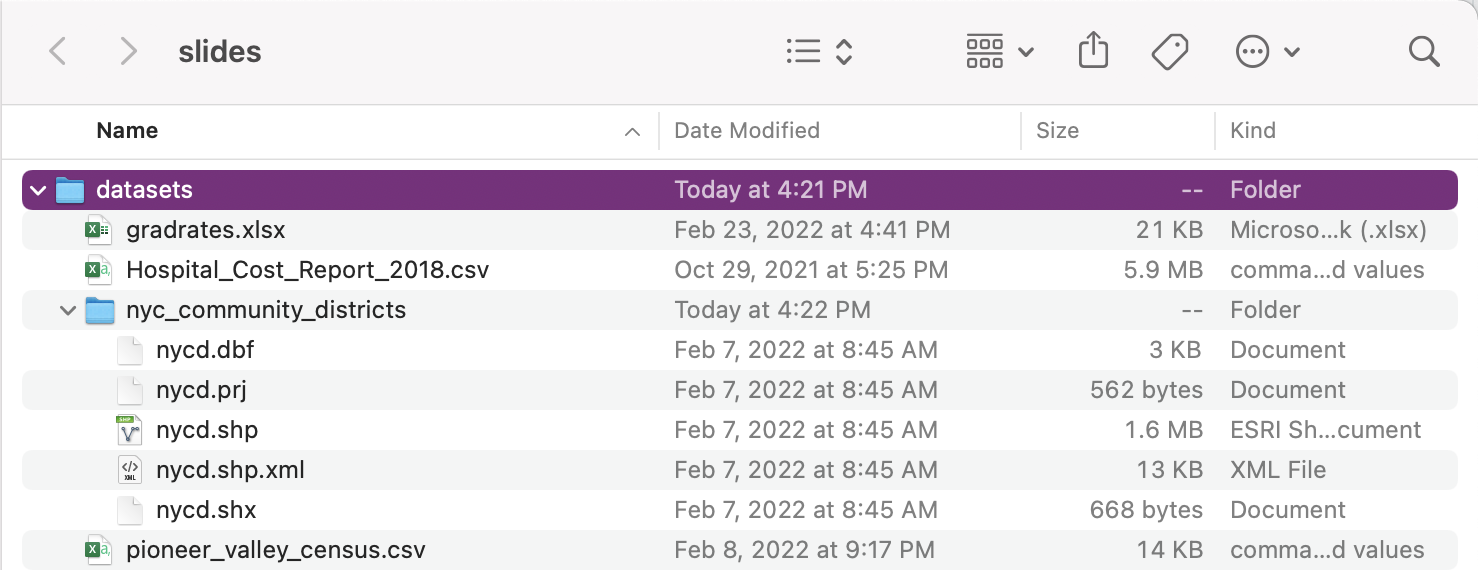 slides
Name Date Modified Size Kind
datasets Today at 4:21 PM -- Folder
gradrates.xlsx Feb 23, 2022 at 4:41 PM 21 KB Microso...k (.xlsx)
Hospital_Cost_Report_2018.csv Oct 29, 2021 at 5:25 PM 5.9 MB comma...d values
nyc_community_districts Today at 4:22 PM -- Folder
nycd.dbf Feb 7, 2022 at 8:45 AM 3 KB Document
nycd.prj Feb 7, 2022 at 8:45 AM 562 bytes Document
nycd.shp Feb 7, 2022 at 8:45 AM 1.6 MB ESRI Sh...cument
nycd.shp.xml Feb 7, 2022 at 8:45 AM 13 KB XML File
nycd.shx Feb 7, 2022 at 8:45 AM 668 bytes Document
pioneer_valley_census.csv Feb 8, 2022 at 9:17 PM 14 KB comma...d values